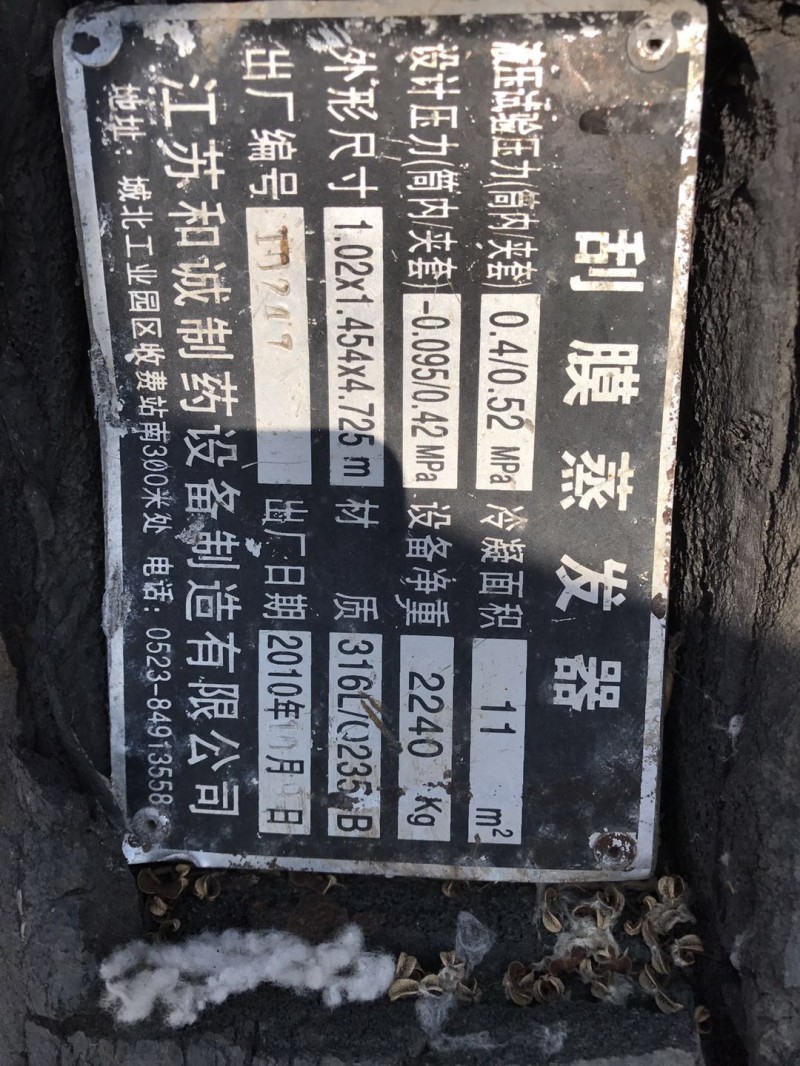 刮膜蒸发器
液压试验压力(筒内/夹套) 0.4/0.52 MPa 冷凝面积 11 m²
设计压力(筒内/夹套) -0.095/0.42 MPa 设备净重 2240 Kg
外形尺寸 1.02x1.454x4.725 m 材质 316L/Q235-B
出厂编号 出厂日期 2010年 月 日
江苏和诚制药设备制造有限公司
地址：城北工业园区收费站南300米处 电话：0523-84913558